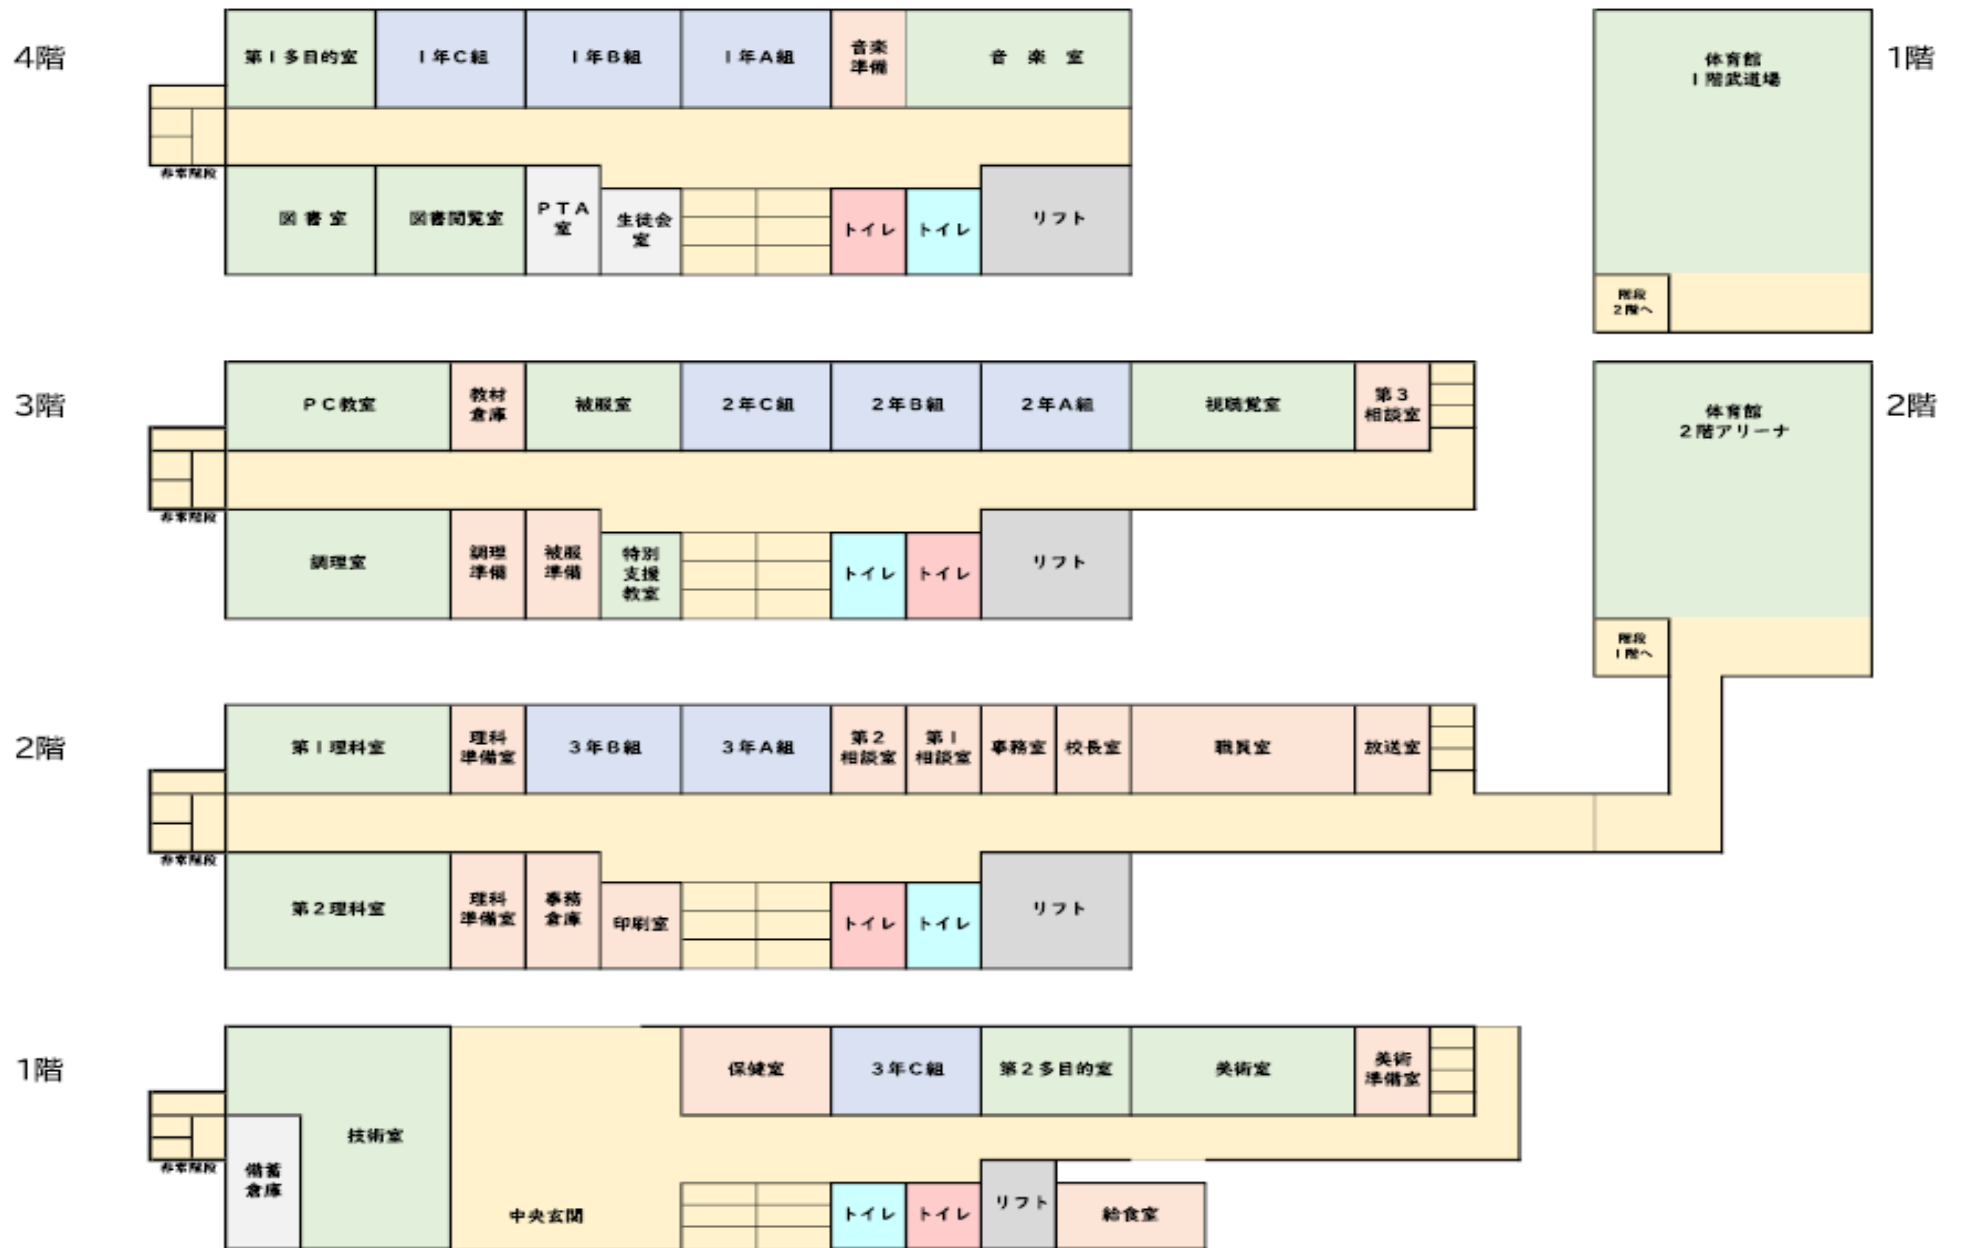 4階
第1多目的室
1年C組
1年B組
1年A組
音楽
準備
音 楽 室
非常階段
図 書 室
図書閲覧室
PTA
室
生徒会
室
トイレ
トイレ
リフト
体育館
1階武道場
1階
階段
2階へ
3階
PC教室
教材
倉庫
被服室
2年C組
2年B組
2年A組
視聴覚室
第3
相談室
非常階段
調理室
調理
準備
被服
準備
特別
支援
教室
トイレ
トイレ
リフト
体育館
2階アリーナ
2階
階段
1階へ
2階
第1理科室
理科
準備室
3年B組
3年A組
第2
相談室
第1
相談室
事務室
校長室
職員室
放送室
非常階段
第2理科室
理科
準備室
事務
倉庫
印刷室
トイレ
トイレ
リフト
1階
技術室
保健室
3年C組
第2多目的室
美術室
美術
準備室
非常階段
備蓄
倉庫
中央玄関
トイレ
トイレ
リフト
給食室